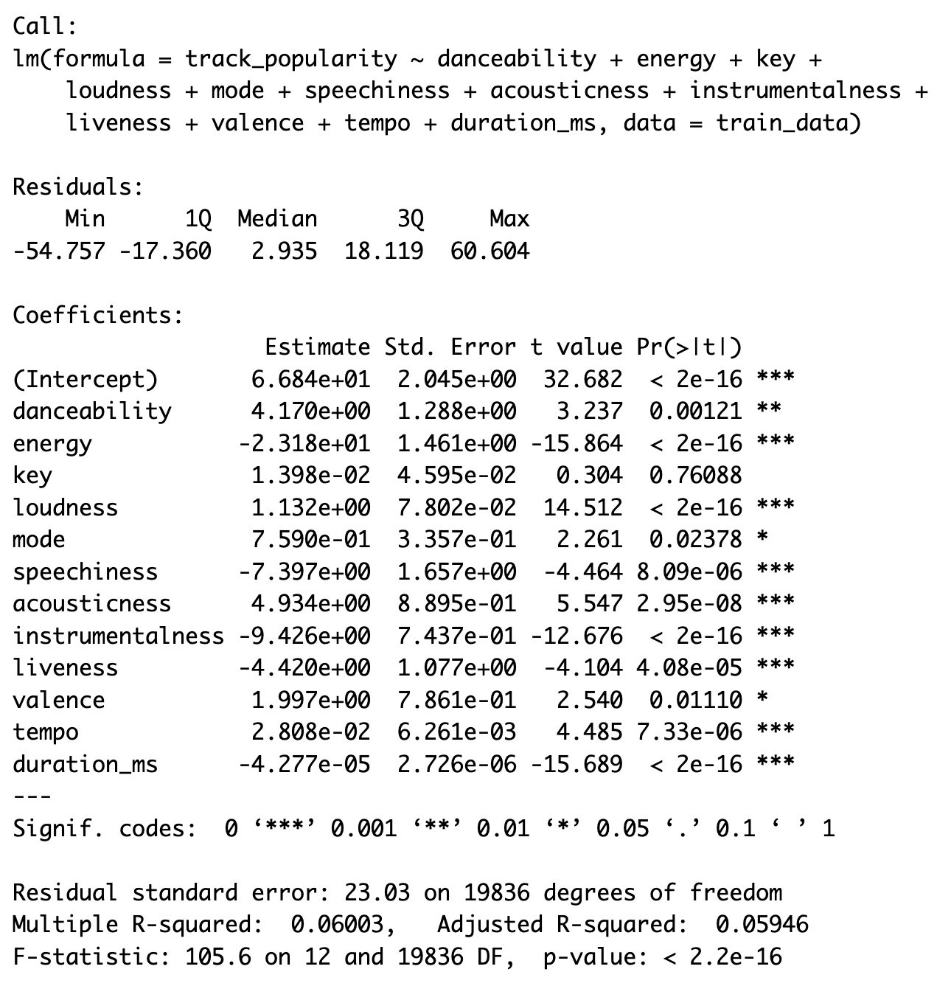 Call:
lm(formula = track_popularity ~ danceability + energy + key +
    loudness + mode + speechiness + acousticness + instrumentalness +
    liveness + valence + tempo + duration_ms, data = train_data)

Residuals:
    Min      1Q  Median      3Q     Max
-54.757 -17.360   2.935  18.119  60.604

Coefficients:
                   Estimate Std. Error t value Pr(>|t|)
(Intercept)       6.684e+01  2.045e+00  32.682  < 2e-16 ***
danceability      4.170e+00  1.288e+00   3.237  0.00121 **
energy           -2.318e+01  1.461e+00 -15.864  < 2e-16 ***
key               1.398e-02  4.595e-02   0.304  0.76088
loudness          1.132e+00  7.802e-02  14.512  < 2e-16 ***
mode              7.590e-01  3.357e-01   2.261  0.02378 *
speechiness      -7.397e+00  1.657e+00  -4.464 8.09e-06 ***
acousticness      4.934e+00  8.895e-01   5.547 2.95e-08 ***
instrumentalness -9.426e+00  7.437e-01 -12.676  < 2e-16 ***
liveness         -4.420e+00  1.077e+00  -4.104 4.08e-05 ***
valence           1.997e+00  7.861e-01   2.540  0.01110 *
tempo             2.808e-02  6.261e-03   4.485 7.33e-06 ***
duration_ms      -4.277e-05  2.726e-06 -15.689  < 2e-16 ***
---
Signif. codes:  0 ‘***’ 0.001 ‘**’ 0.01 ‘*’ 0.05 ‘.’ 0.1 ‘ ’ 1

Residual standard error: 23.03 on 19836 degrees of freedom
Multiple R-squared:  0.06003,   Adjusted R-squared:  0.05946
F-statistic: 105.6 on 12 and 19836 DF,  p-value: < 2.2e-16